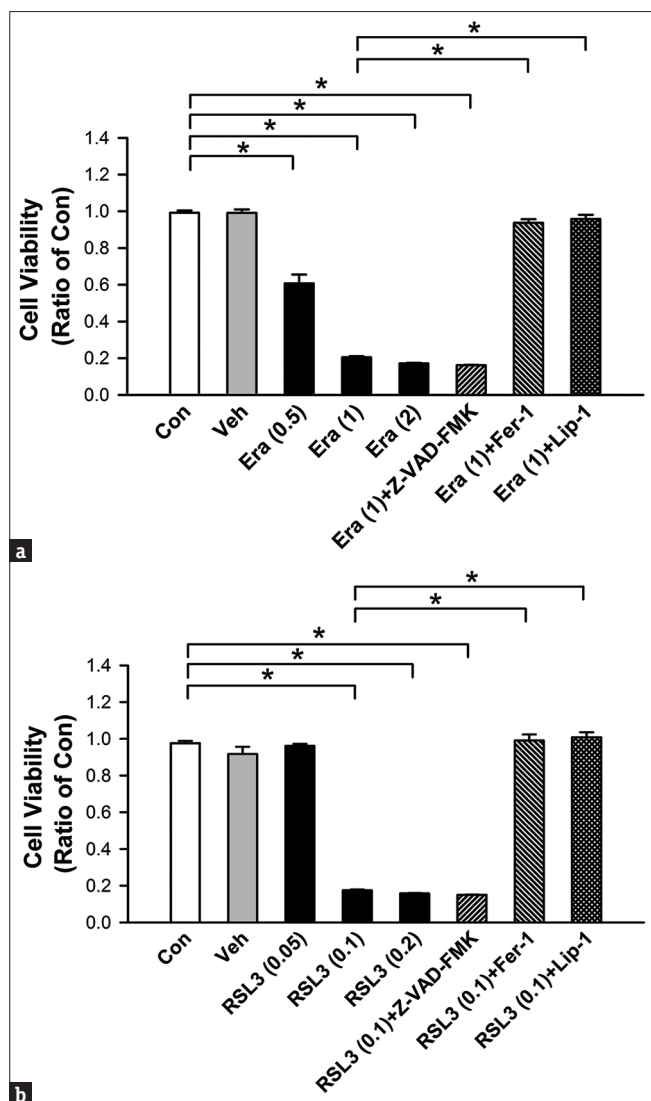 *
*
*
*
*
*
1.4
1.2
1.0
0.8
0.6
0.4
0.2
0.0
Cell Viability
(Ratio of Con)
Con
Veh
Era (0.5)
Era (1)
Era (2)
Era (1)+Z-VAD-FMK
Era (1)+Fer-1
Era (1)+Lip-1
a
*
*
*
*
*
1.4
1.2
1.0
0.8
0.6
0.4
0.2
0.0
Cell Viability
(Ratio of Con)
Con
Veh
RSL3 (0.05)
RSL3 (0.1)
RSL3 (0.2)
RSL3 (0.1)+Z-VAD-FMK
RSL3 (0.1)+Fer-1
RSL3 (0.1)+Lip-1
b